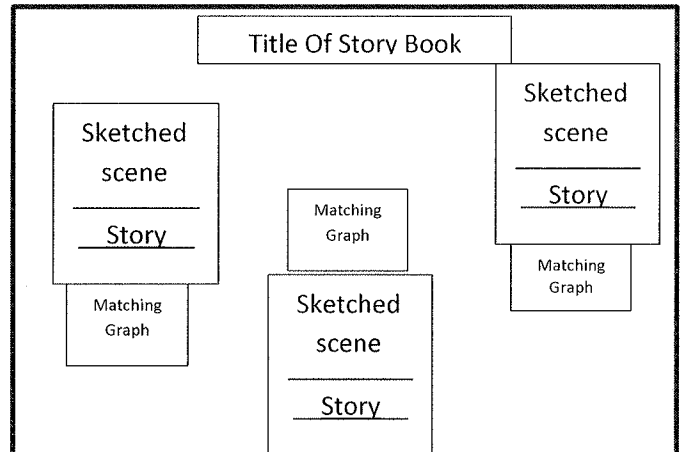 Title Of Story Book
Sketched
scene
Story
Matching
Graph
Matching
Graph
Sketched
scene
Story
Sketched
scene
Story
Matching
Graph